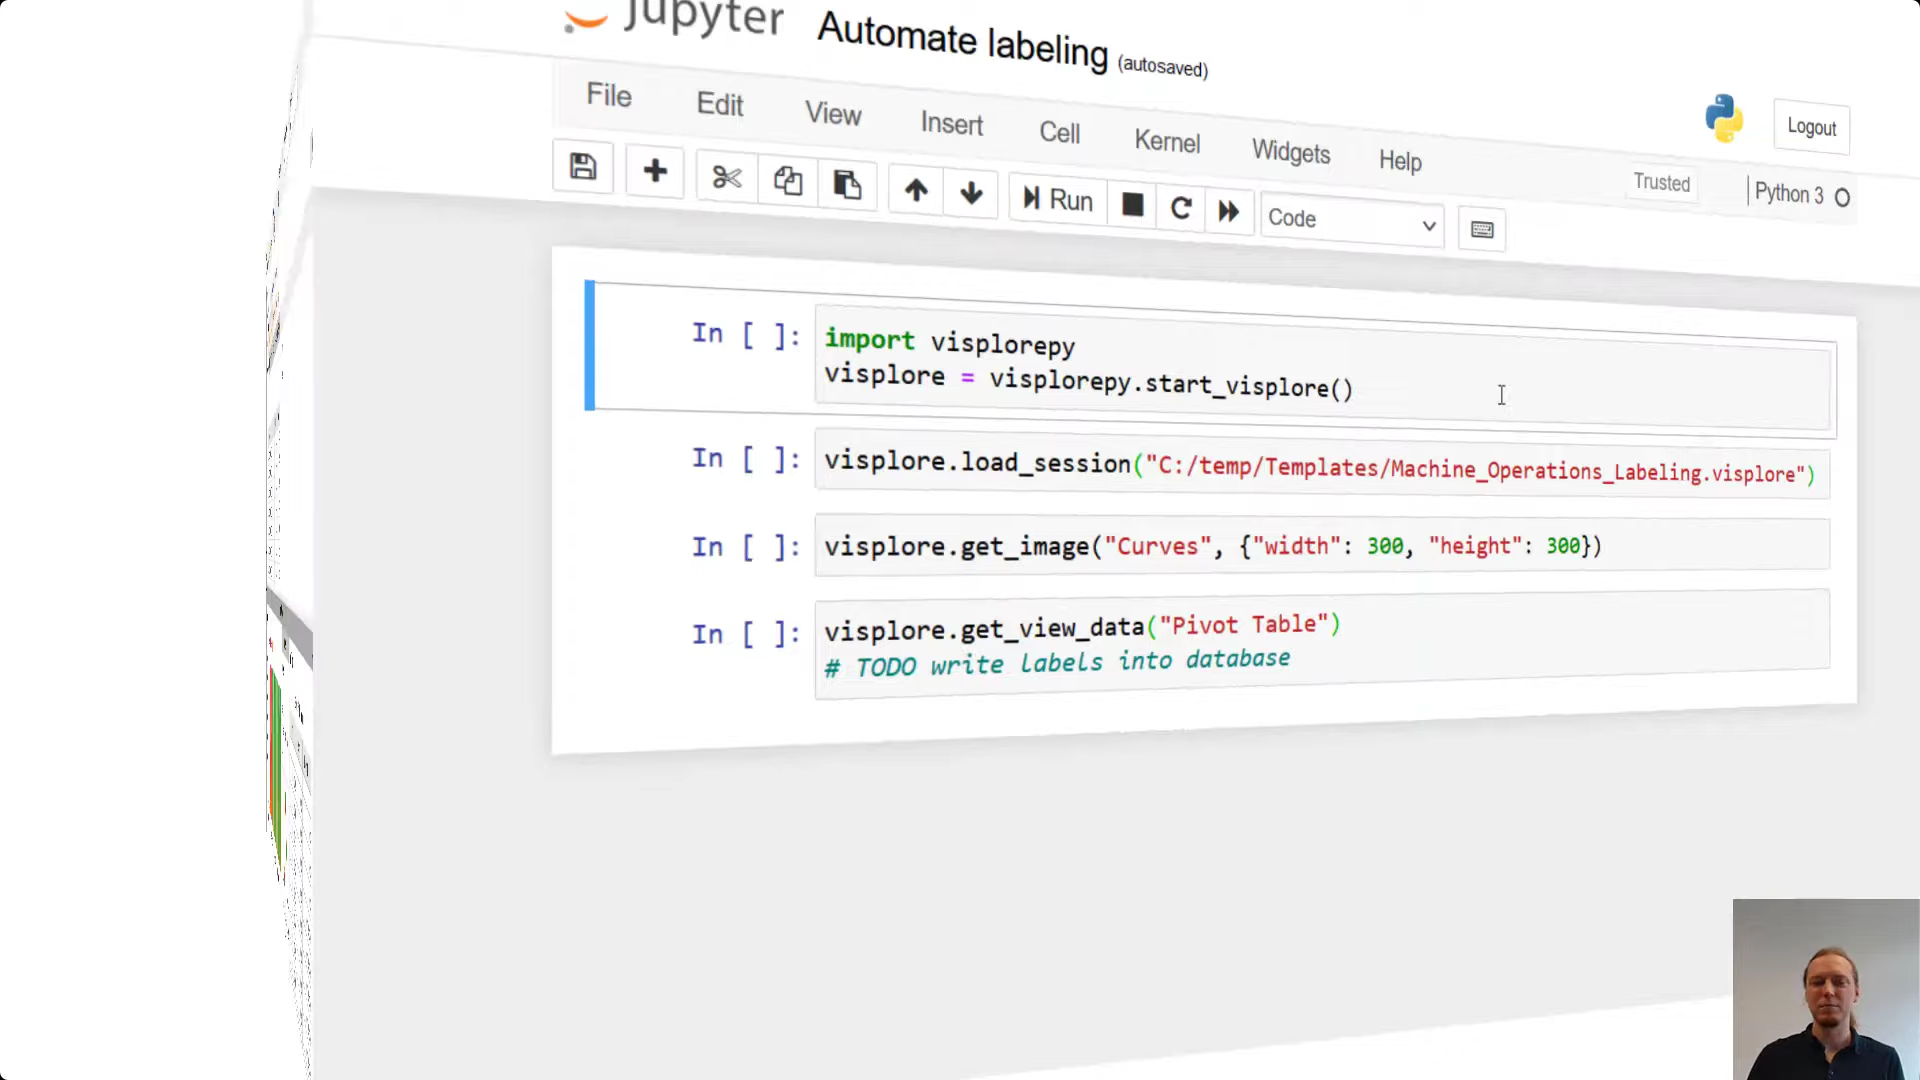 jupyter Automate labeling (autosaved)
File Edit View Insert Cell Kernel Widgets Help
Logout
Trusted | Python 3
Run Code
In [ ]: import visplorepy
visplore = visplorepy.start_visplore()
In [ ]: visplore.load_session("C:/temp/Templates/Machine_Operations_Labeling.visplore")
In [ ]: visplore.get_image("Curves", {"width": 300, "height": 300})
In [ ]: visplore.get_view_data("Pivot Table")
# TODO write labels into database